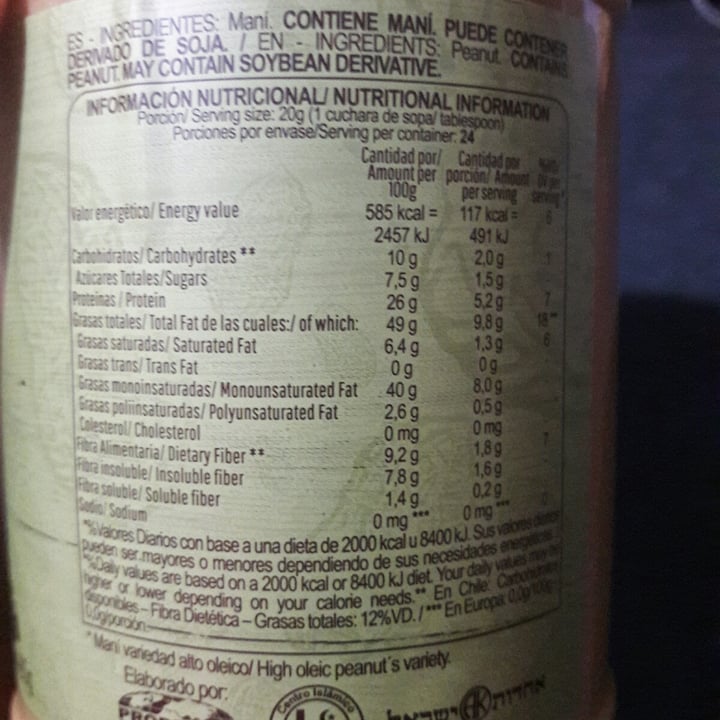 ES - INGREDIENTES: Maní. CONTIENE MANÍ. PUEDE CONTENER
DERIVADO DE SOJA. / EN - INGREDIENTS: Peanut. CONTAINS
PEANUT. MAY CONTAIN SOYBEAN DERIVATIVE.
INFORMACIÓN NUTRICIONAL/ NUTRITIONAL INFORMATION
Porción/ Serving size: 20g (1 cuchara de sopa/ tablespoon)
Porciones por envase/Serving per container: 24
Cantidad por/ Cantidad por
Amount per porción/ Amount
100g per serving serving*
Valor energético/ Energy value 585 kcal = 117 kcal = 6
2457 kJ 491 kJ
Carbohidratos/ Carbohydrates ** 10 g 2,0 g 1
Azúcares Totales/Sugars 7,5 g 1,5 g
Proteínas / Protein 26 g 5,2 g 7
Grasas totales/ Total Fat de las cuales:/ of which: 49 g 9,8 g 18**
Grasas saturadas/ Saturated Fat 6,4 g 1,3 g 6
Grasas trans/ Trans Fat 0 g 0 g
Grasas monoinsaturadas/ Monounsaturated Fat 40 g 8,0 g
Grasas poliinsaturadas/ Polyunsaturated Fat 2,6 g 0,5 g
Colesterol/ Cholesterol 0 mg 0 mg
Fibra Alimentaria/ Dietary Fiber ** 9,2 g 1,8 g 7
Fibra insoluble/ Insoluble fiber 7,8 g 1,6 g
Fibra soluble/ Soluble fiber 1,4 g 0,2 g
Sodio/ Sodium 0 mg *** 0 mg *** 0
*%Valores Diarios con base a una dieta de 2000 kcal u 8400 kJ. Sus valores diarios
pueden ser mayores o menores dependiendo de sus necesidades energéticas.
*%Daily values are based on a 2000 kcal or 8400 kJ diet. Your daily values may be
higher or lower depending on your calorie needs.** En Chile: Carbohidratos
disponibles – Fibra Dietética – Grasas totales: 12%VD. / *** En Europa: 0,0g/100g-
0,0g/porción
* Maní variedad alto oleico/ High oleic peanut´s variety.
Elaborado por:
Centro Islámico